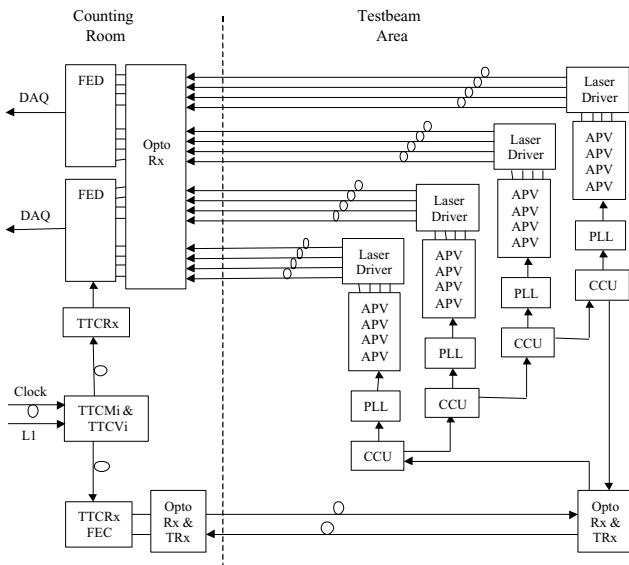 Counting
Room
Testbeam
Area
FED
DAQ
Opto
Rx
Laser
Driver
APV
APV
APV
APV
PLL
CCU
Laser
Driver
APV
APV
APV
APV
PLL
CCU
FED
DAQ
Laser
Driver
APV
APV
APV
APV
PLL
CCU
Laser
Driver
APV
APV
APV
APV
PLL
CCU
TTCRx
Clock
L1
TTCMi &
TTCVi
TTCRx
FEC
Opto
Rx &
TRx
Opto
Rx &
TRx